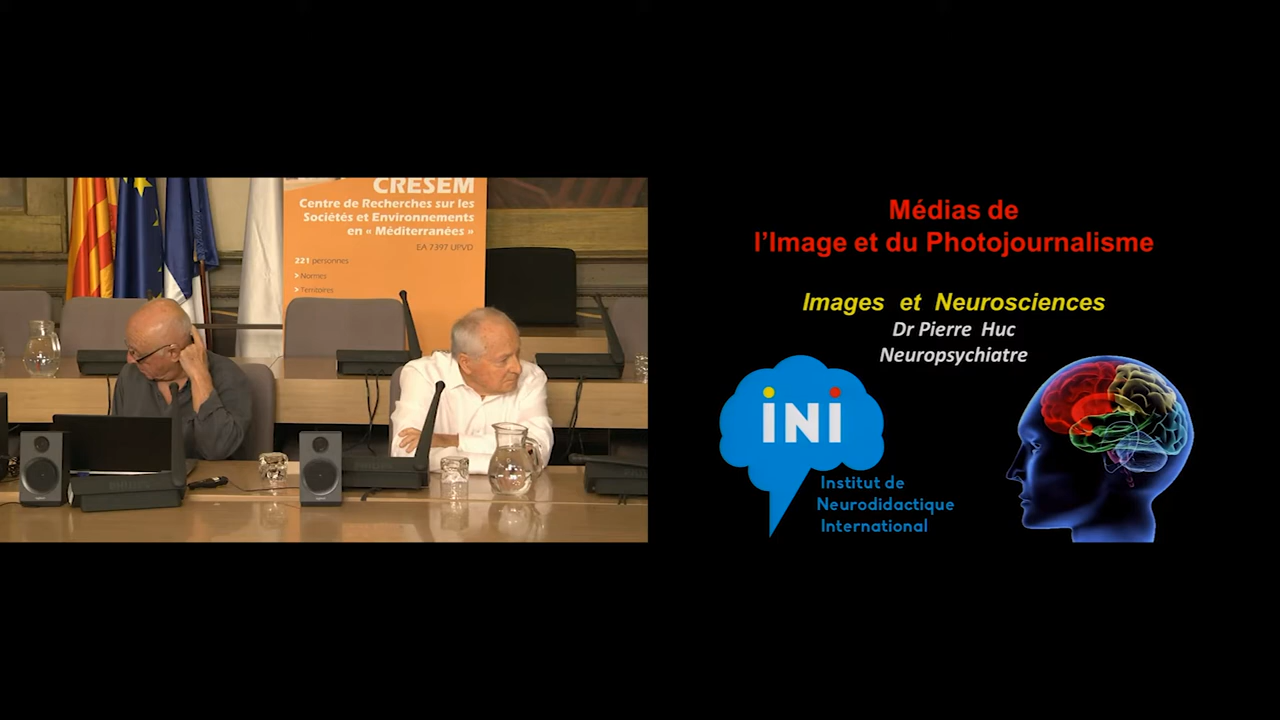 CRESEM
Centre de Recherches sur les
Sociétés et Environnements
en « Méditerranées »
EA 7397 UPVD
221 personnes
> Normes
> Territoires
PHILIPS
Médias de
l'Image et du Photojournalisme
Images et Neurosciences
Dr Pierre Huc
Neuropsychiatre
iNi
Institut de
Neurodidactique
International